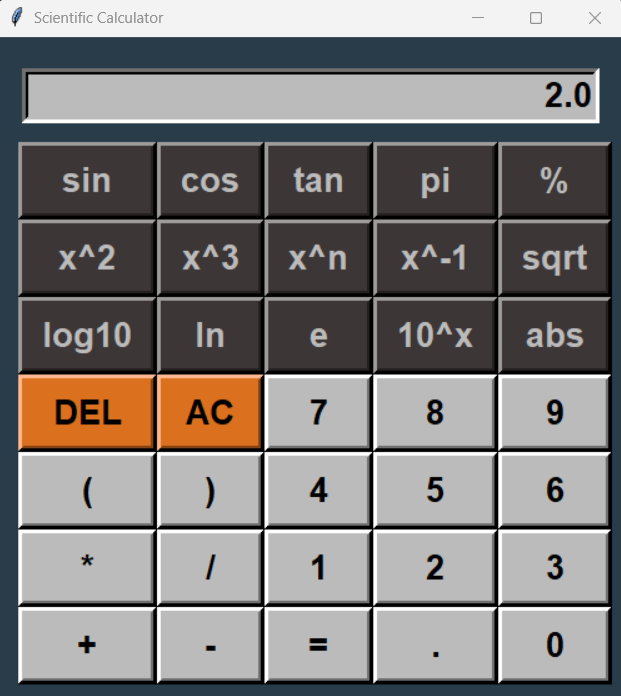 Scientific Calculator
2.0
sin cos tan pi %
x^2 x^3 x^n x^-1 sqrt
log10 ln e 10^x abs
DEL AC 7 8 9
( ) 4 5 6
* / 1 2 3
+ - = . 0